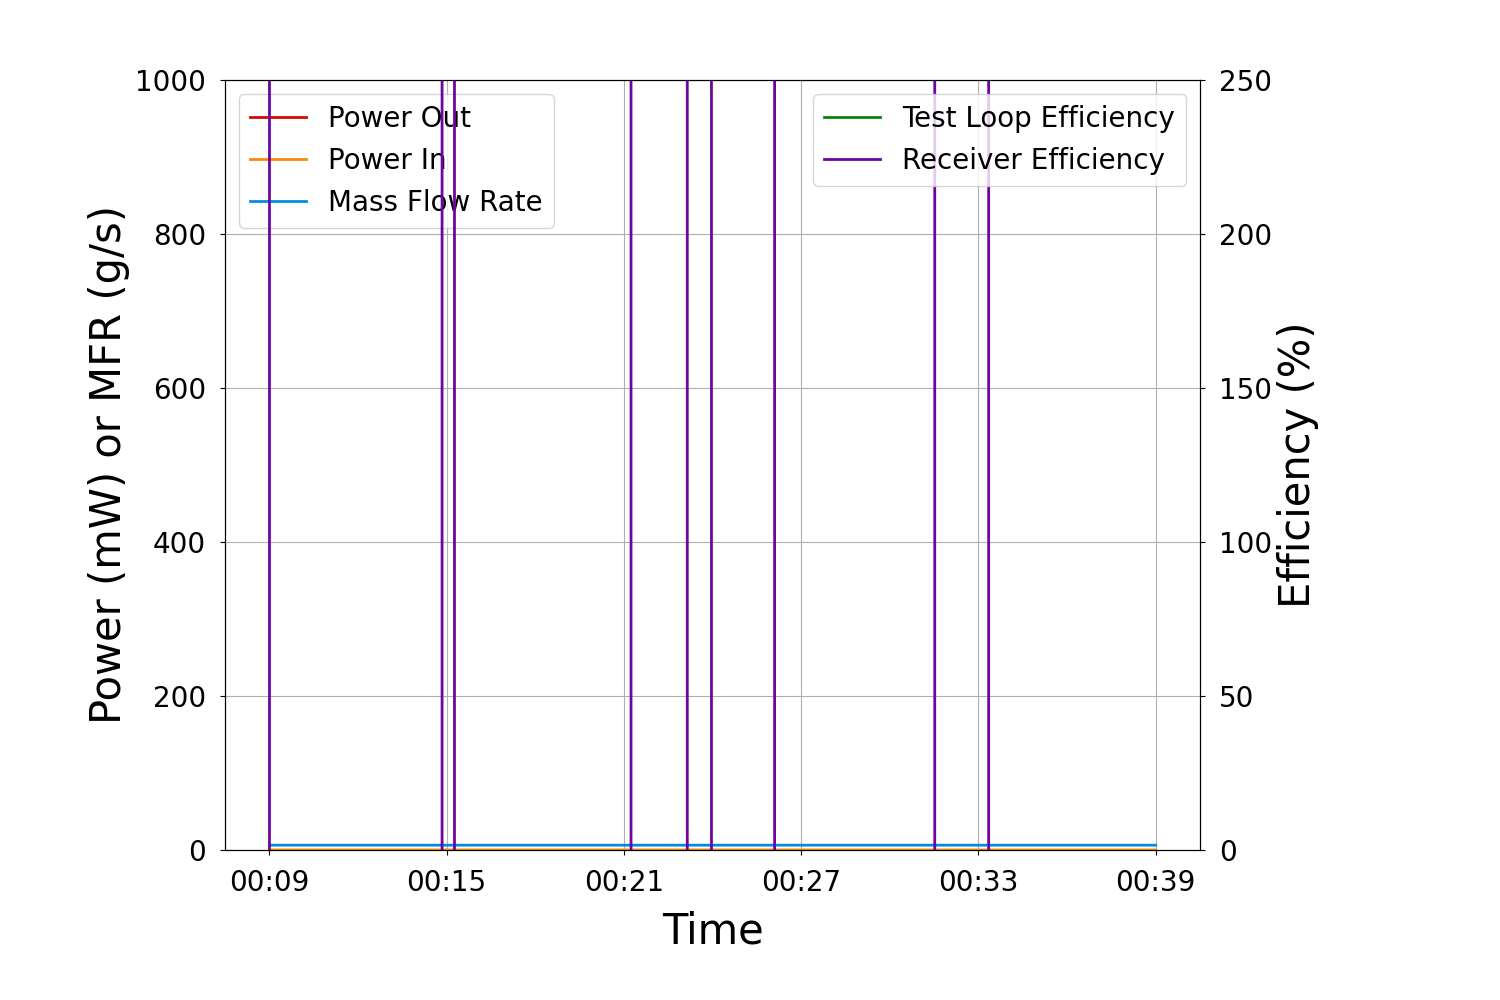 1000
800
600
400
200
0
Power (mW) or MFR (g/s)
Power Out
Power In
Mass Flow Rate
Test Loop Efficiency
Receiver Efficiency
250
200
150
100
50
0
Efficiency (%)
00:09 00:15 00:21 00:27 00:33 00:39
Time